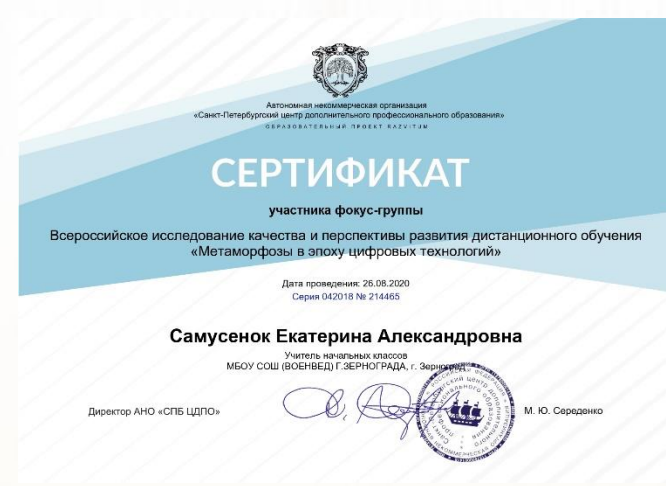 Автономная некоммерческая организация
«Санкт-Петербургский центр дополнительного профессионального образования»
ОБРАЗОВАТЕЛЬНЫЙ ПРОЕКТ RAZVITUM
СЕРТИФИКАТ
участника фокус-группы
Всероссийское исследование качества и перспективы развития дистанционного обучения
«Метаморфозы в эпоху цифровых технологий»
Дата проведения: 26.08.2020
Серия 042018 № 214465
Самусенок Екатерина Александровна
Учитель начальных классов
МБОУ СОШ (ВОЕНВЕД) Г.ЗЕРНОГРАДА, г. Зерноград
Директор АНО «СПБ ЦДПО»
М. Ю. Середенко